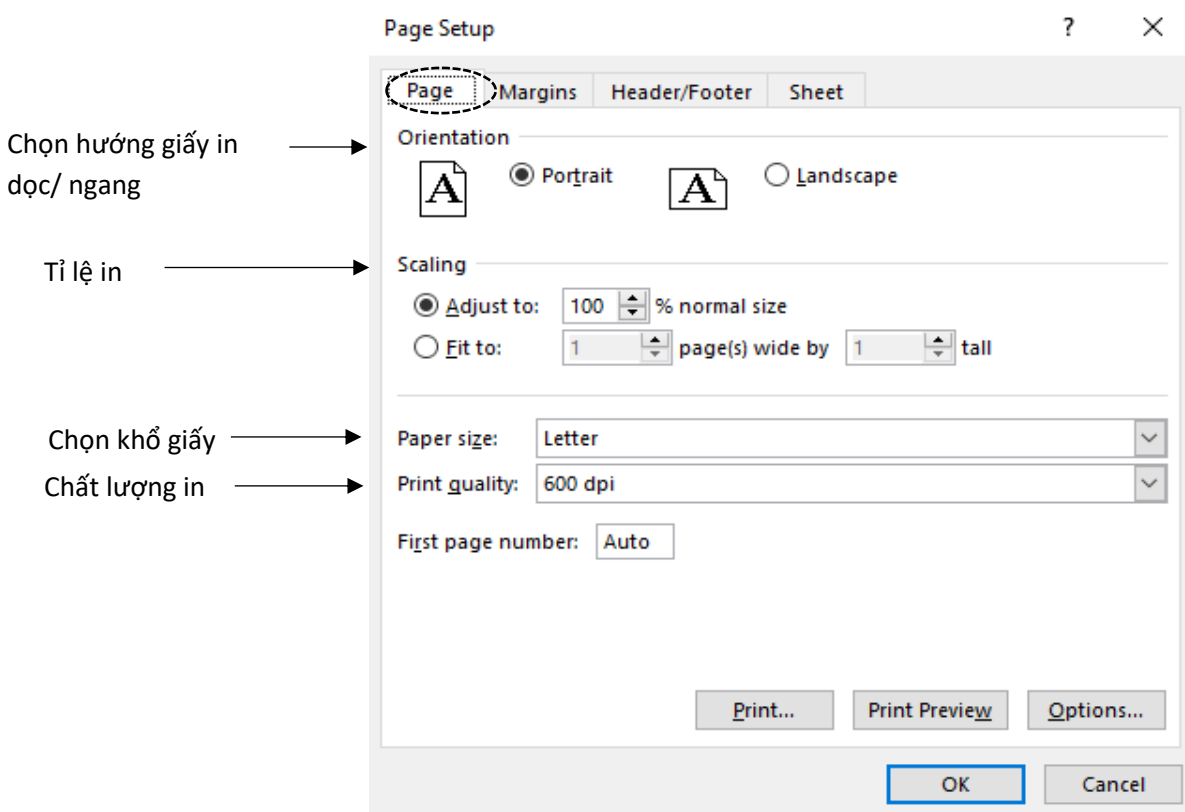 Page Setup
?
Page Margins Header/Footer Sheet
Chọn hướng giấy in
dọc/ ngang
Orientation
A Portrait A Landscape
Tỉ lệ in
Scaling
Adjust to: 100 % normal size
Fit to: 1 page(s) wide by 1 tall
Chọn khổ giấy
Paper size: Letter
Chất lượng in
Print quality: 600 dpi
First page number: Auto
Print... Print Preview Options...
OK Cancel